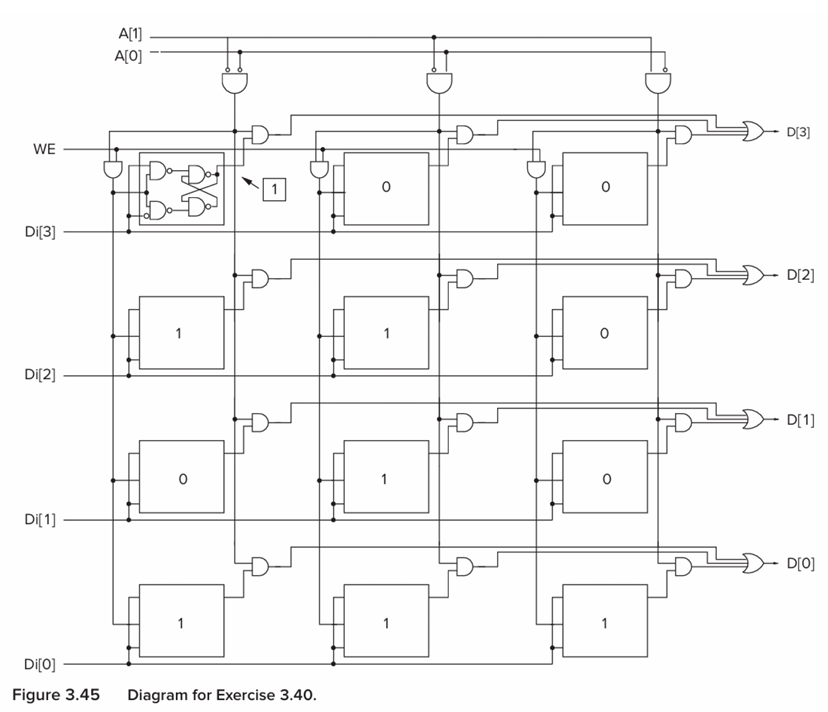 A[1]
A[0]
D[3]
WE
1
0
0
Di[3]
D[2]
1
1
0
Di[2]
D[1]
0
1
0
Di[1]
D[0]
1
1
1
Di[0]
Figure 3.45 Diagram for Exercise 3.40.